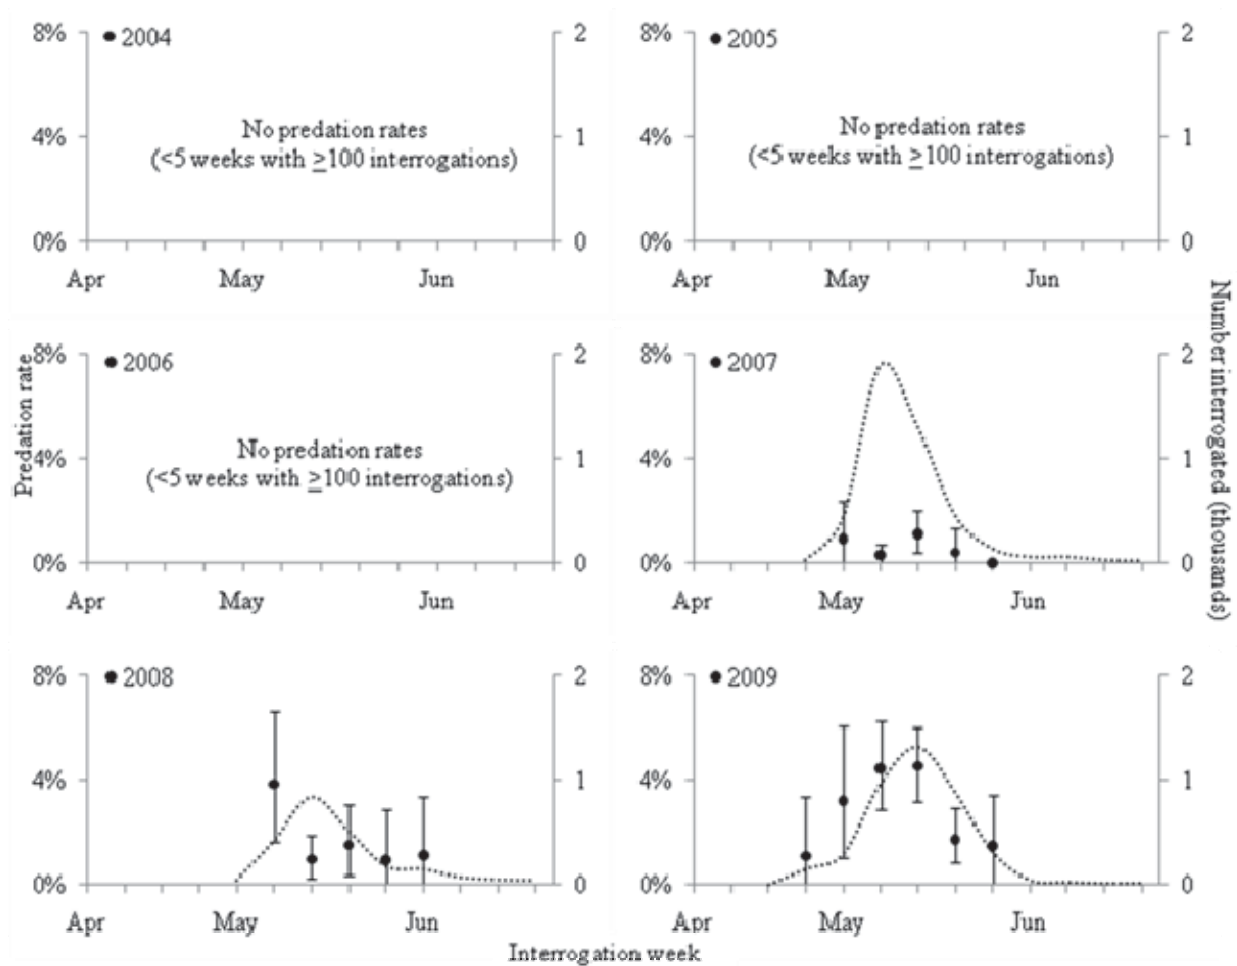 8% 2004 2 8% 2005 2
No predation rates No predation rates
4% 1 4% 1
(<5 weeks with ≥100 interrogations) (<5 weeks with ≥100 interrogations)
0% 0 0% 0
Apr May Jun Apr May Jun
Predation rate
Number interrogated (thousands)
8% 2006 2 8% 2007 2
No predation rates
4% 1 4% 1
(<5 weeks with ≥100 interrogations)
0% 0 0% 0
Apr May Jun Apr May Jun
8% 2008 2 8% 2009 2
4% 1 4% 1
0% 0 0% 0
Apr May Jun Apr May Jun
Interrogation week